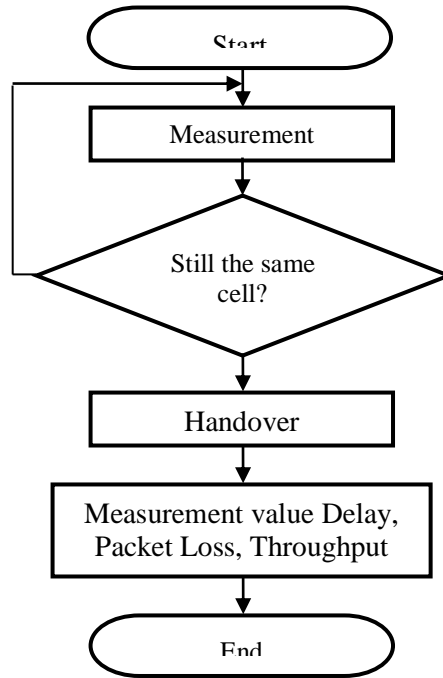 Start
Measurement
Still the same
cell?
Handover
Measurement value Delay,
Packet Loss, Throughput
End